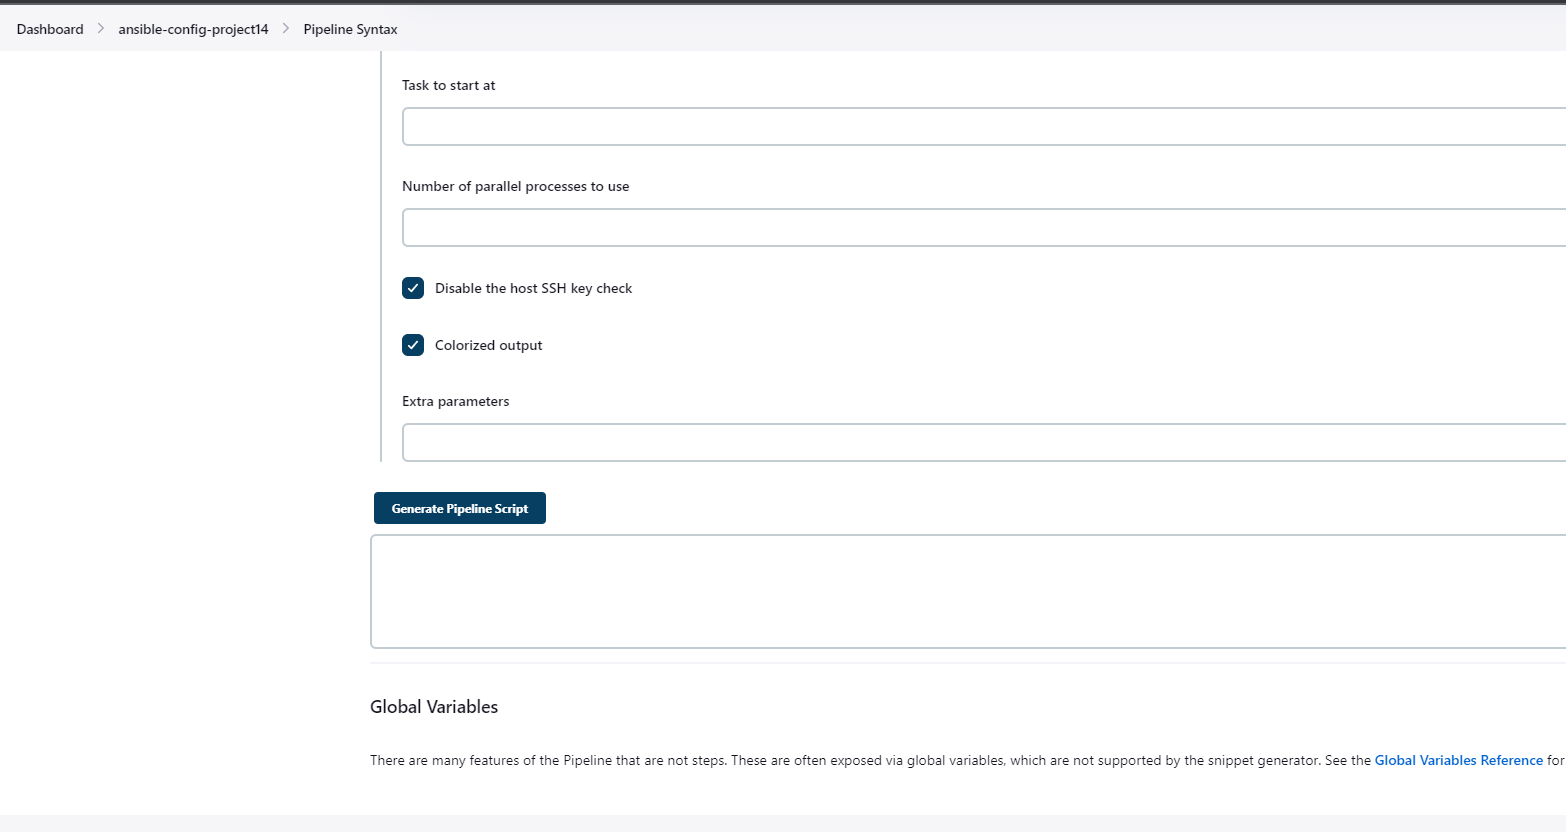 Dashboard > ansible-config-project14 > Pipeline Syntax
Task to start at
Number of parallel processes to use
Disable the host SSH key check
Colorized output
Extra parameters
Generate Pipeline Script
Global Variables
There are many features of the Pipeline that are not steps. These are often exposed via global variables, which are not supported by the snippet generator. See the Global Variables Reference for